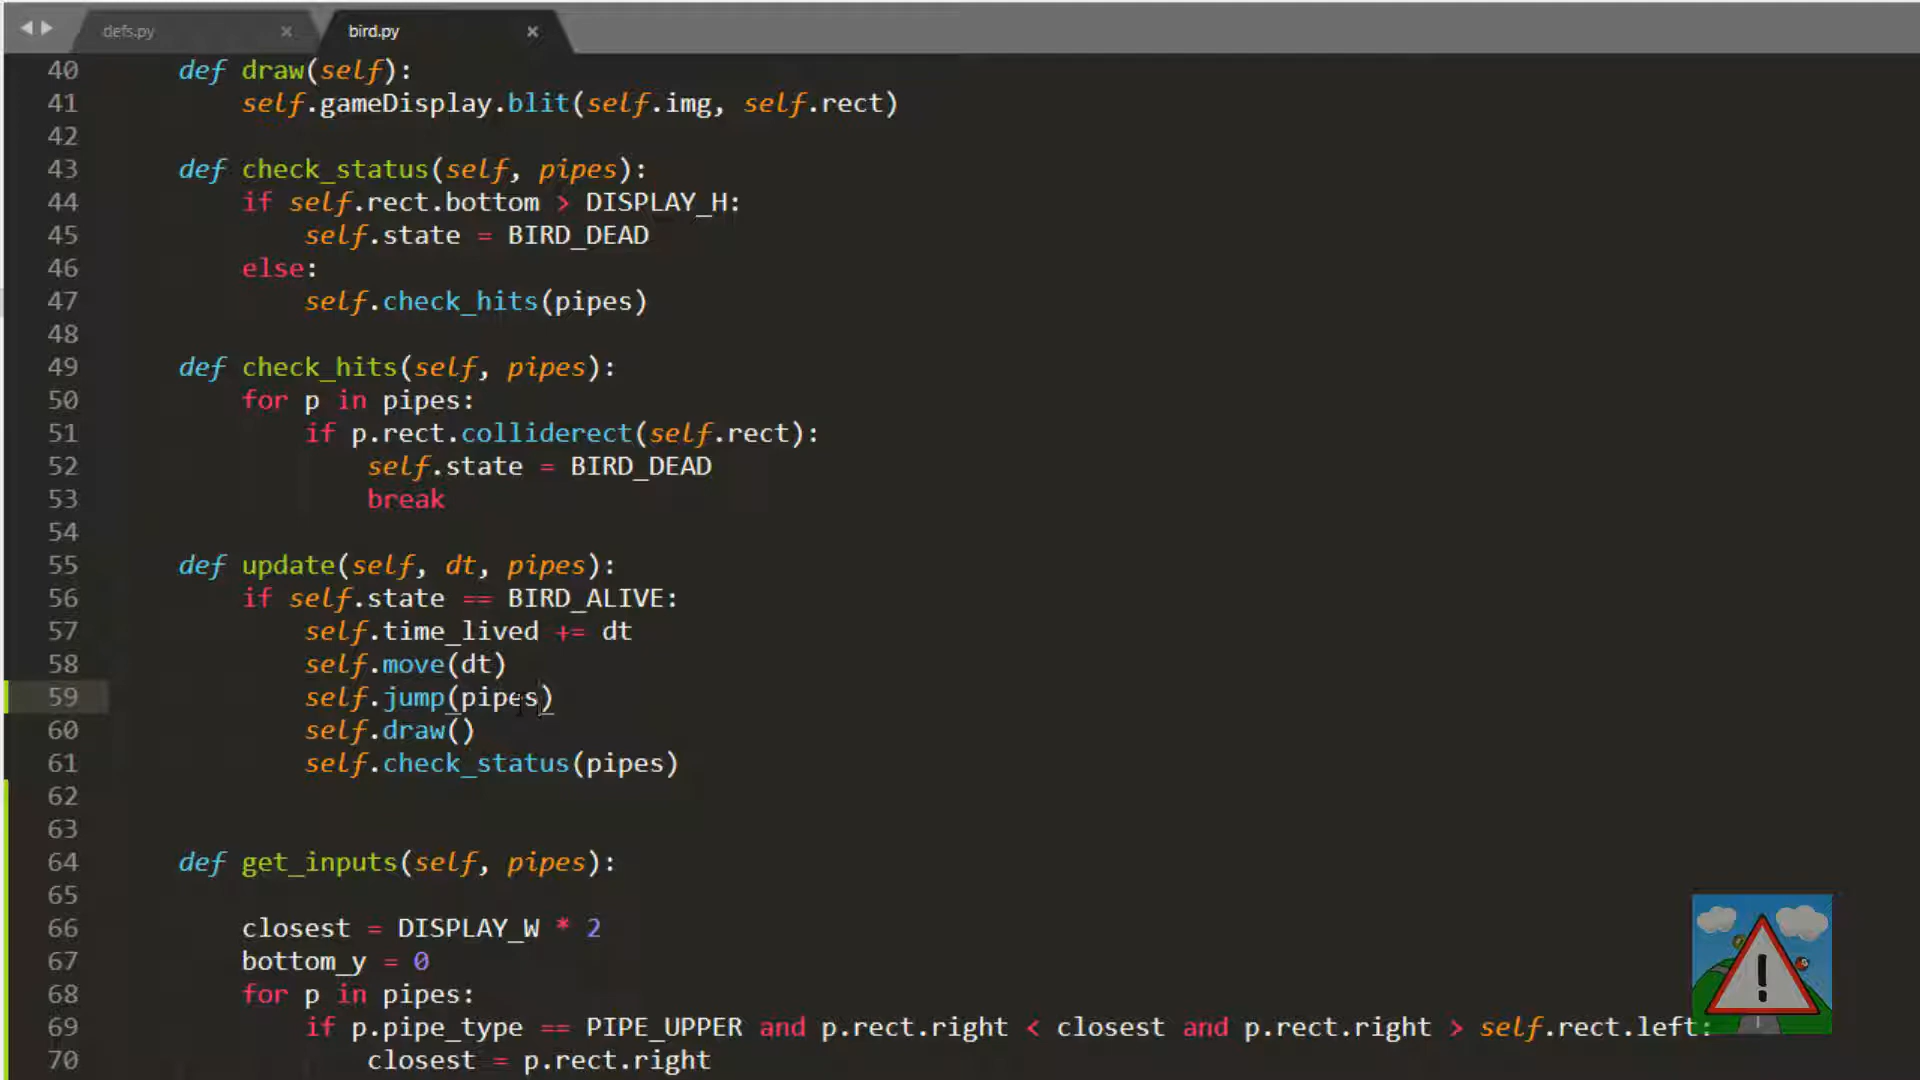 defs.py × bird.py ×
40 def draw(self):
41 self.gameDisplay.blit(self.img, self.rect)
42
43 def check_status(self, pipes):
44 if self.rect.bottom > DISPLAY_H:
45 self.state = BIRD_DEAD
46 else:
47 self.check_hits(pipes)
48
49 def check_hits(self, pipes):
50 for p in pipes:
51 if p.rect.colliderect(self.rect):
52 self.state = BIRD_DEAD
53 break
54
55 def update(self, dt, pipes):
56 if self.state == BIRD_ALIVE:
57 self.time_lived += dt
58 self.move(dt)
59 self.jump(pipes)
60 self.draw()
61 self.check_status(pipes)
62
63
64 def get_inputs(self, pipes):
65
66 closest = DISPLAY_W * 2
67 bottom_y = 0
68 for p in pipes:
69 if p.pipe_type == PIPE_UPPER and p.rect.right < closest and p.rect.right > self.rect.left:
70 closest = p.rect.right